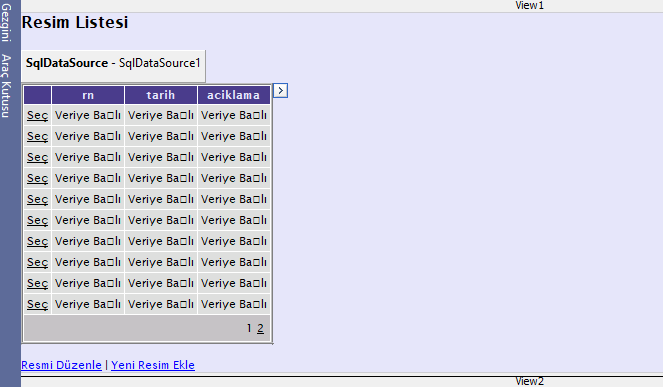 View1
Gezgini
Araç Kutusu
Resim Listesi
SqlDataSource - SqlDataSource1
rn tarih aciklama
Seç Veriye Ba□lı Veriye Ba□lı Veriye Ba□lı
Seç Veriye Ba□lı Veriye Ba□lı Veriye Ba□lı
Seç Veriye Ba□lı Veriye Ba□lı Veriye Ba□lı
Seç Veriye Ba□lı Veriye Ba□lı Veriye Ba□lı
Seç Veriye Ba□lı Veriye Ba□lı Veriye Ba□lı
Seç Veriye Ba□lı Veriye Ba□lı Veriye Ba□lı
Seç Veriye Ba□lı Veriye Ba□lı Veriye Ba□lı
Seç Veriye Ba□lı Veriye Ba□lı Veriye Ba□lı
Seç Veriye Ba□lı Veriye Ba□lı Veriye Ba□lı
Seç Veriye Ba□lı Veriye Ba□lı Veriye Ba□lı
1 2
Resmi Düzenle | Yeni Resim Ekle
View2